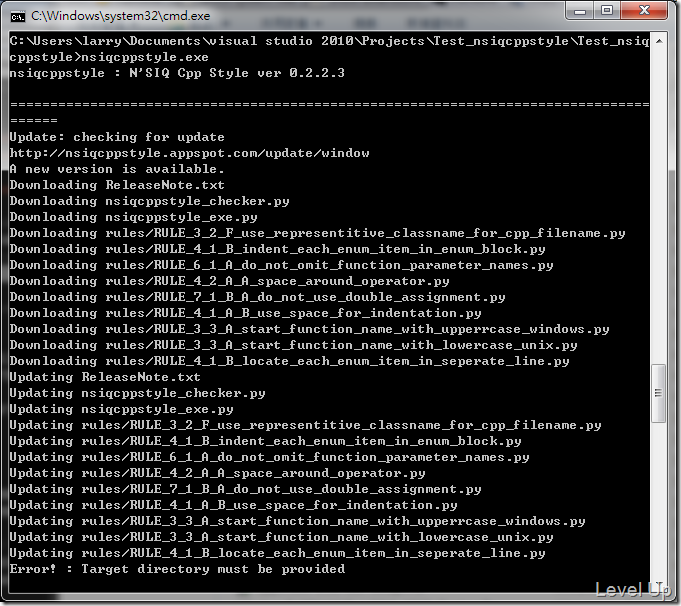 C:\Windows\system32\cmd.exe
C:\Users\larry\Documents\visual studio 2010\Projects\Test_nsiqcppstyle\Test_nsiq
cppstyle>nsiqcppstyle.exe
nsiqcppstyle : N'SIQ Cpp Style ver 0.2.2.3
================================================================================
======
Update: checking for update
http://nsiqcppstyle.appspot.com/update/window
A new version is available.
Downloading ReleaseNote.txt
Downloading nsiqcppstyle_checker.py
Downloading nsiqcppstyle_exe.py
Downloading rules/RULE_3_2_F_use_representitive_classname_for_cpp_filename.py
Downloading rules/RULE_4_1_B_indent_each_enum_item_in_enum_block.py
Downloading rules/RULE_6_1_A_do_not_omit_function_parameter_names.py
Downloading rules/RULE_4_2_A_A_space_around_operator.py
Downloading rules/RULE_7_1_B_A_do_not_use_double_assignment.py
Downloading rules/RULE_4_1_A_B_use_space_for_indentation.py
Downloading rules/RULE_3_3_A_start_function_name_with_upperrcase_windows.py
Downloading rules/RULE_3_3_A_start_function_name_with_lowercase_unix.py
Downloading rules/RULE_4_1_B_locate_each_enum_item_in_seperate_line.py
Updating ReleaseNote.txt
Updating nsiqcppstyle_checker.py
Updating nsiqcppstyle_exe.py
Updating rules/RULE_3_2_F_use_representitive_classname_for_cpp_filename.py
Updating rules/RULE_4_1_B_indent_each_enum_item_in_enum_block.py
Updating rules/RULE_6_1_A_do_not_omit_function_parameter_names.py
Updating rules/RULE_4_2_A_A_space_around_operator.py
Updating rules/RULE_7_1_B_A_do_not_use_double_assignment.py
Updating rules/RULE_4_1_A_B_use_space_for_indentation.py
Updating rules/RULE_3_3_A_start_function_name_with_upperrcase_windows.py
Updating rules/RULE_3_3_A_start_function_name_with_lowercase_unix.py
Updating rules/RULE_4_1_B_locate_each_enum_item_in_seperate_line.py
Error! : Target directory must be provided
Level Up